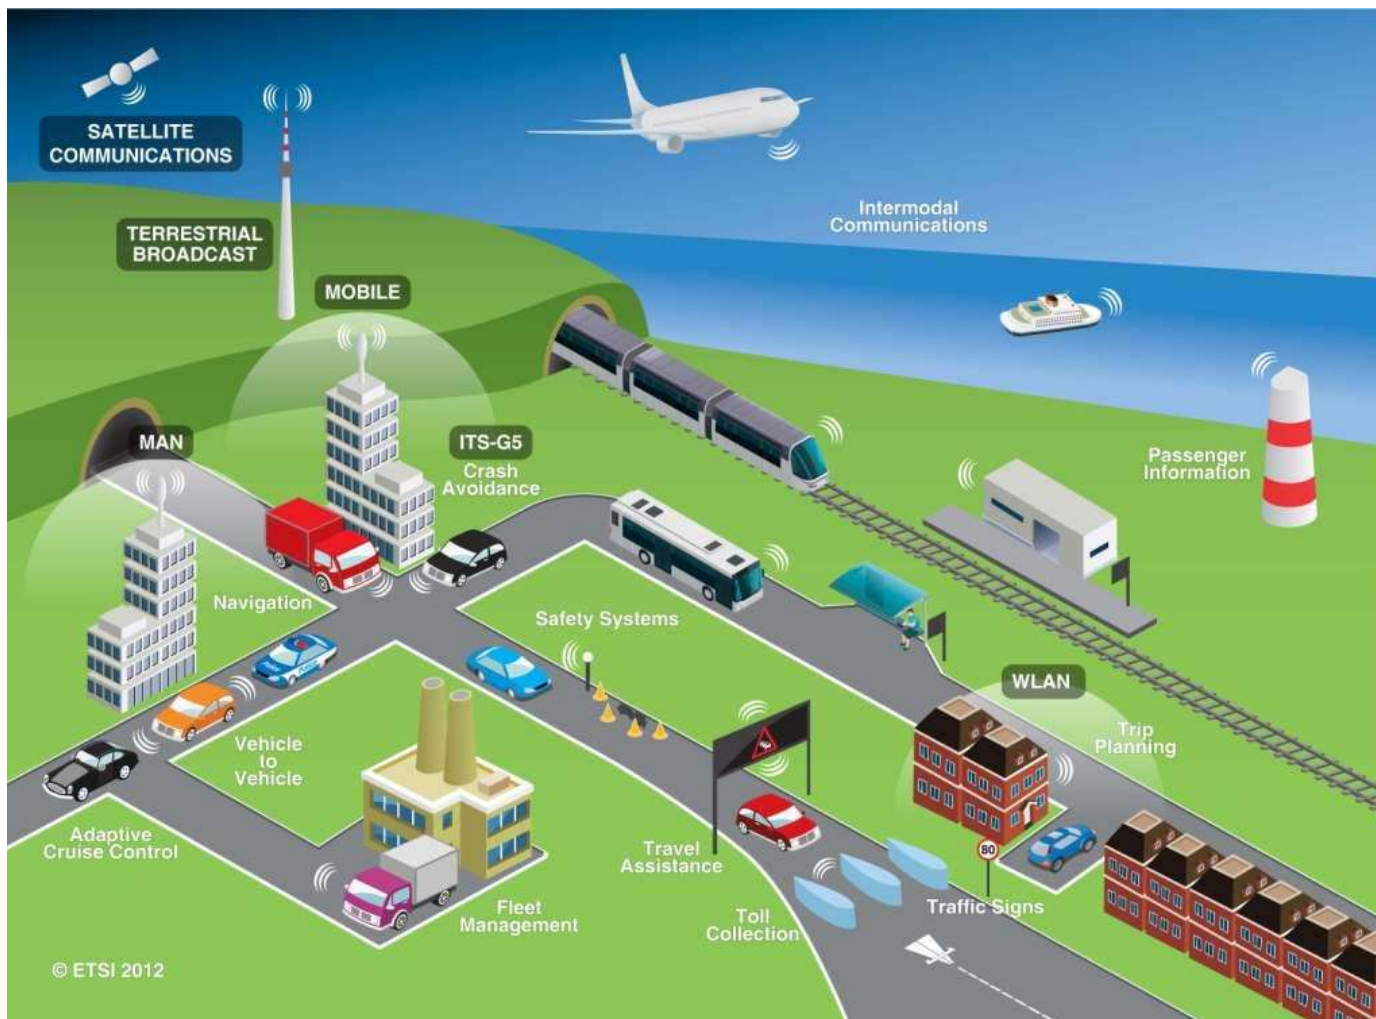 SATELLITE
COMMUNICATIONS
TERRESTRIAL
BROADCAST
Intermodal
Communications
MOBILE
MAN
ITS-G5
Crash
Avoidance
Passenger
Information
Navigation
Safety Systems
WLAN
Trip
Planning
Vehicle
to
Vehicle
Adaptive
Cruise Control
Travel
Assistance
80
Fleet
Management
Toll
Collection
Traffic Signs
© ETSI 2012